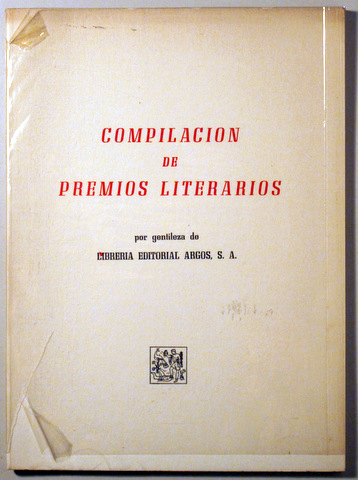 COMPILACION
DE
PREMIOS LITERARIOS
por gentileza de
LIBRERIA EDITORIAL ARGOS, S. A.